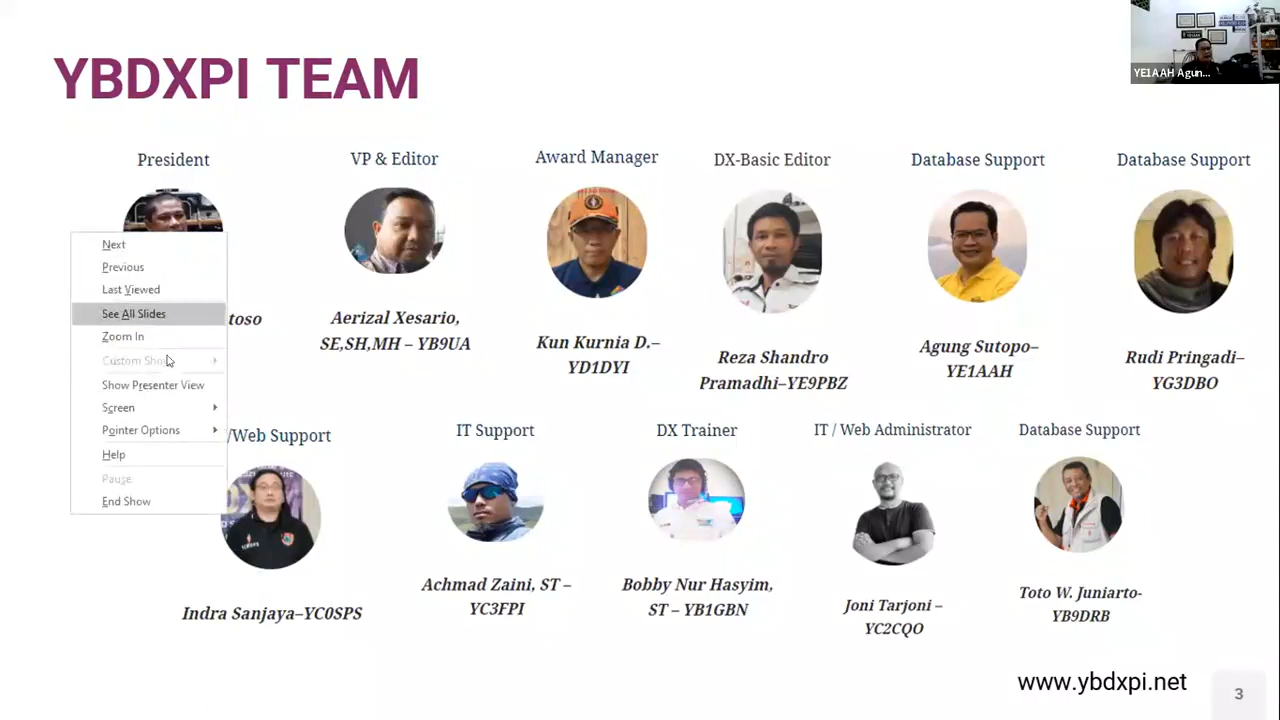 YBDXPI TEAM
YE1AAH Agun...
President
VP & Editor
Award Manager
DX-Basic Editor
Database Support
Database Support
Next
Previous
Last Viewed
See All Slides
Zoom In
Custom Sho
Show Presenter View
Screen
Pointer Options
Help
Pause
End Show
toso
Aerizal Xesario,
SE,SH,MH – YB9UA
Kun Kurnia D.–
YD1DYI
Reza Shandro
Pramadhi–YE9PBZ
Agung Sutopo–
YE1AAH
Rudi Pringadi–
YG3DBO
/Web Support
IT Support
DX Trainer
IT / Web Administrator
Database Support
Indra Sanjaya–YC0SPS
Achmad Zaini, ST –
YC3FPI
Bobby Nur Hasyim,
ST – YB1GBN
Joni Tarjoni –
YC2CQO
Toto W. Juniarto-
YB9DRB
www.ybdxpi.net
3